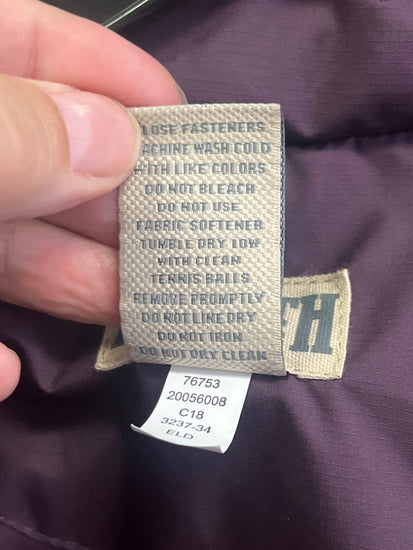 LOSE FASTENERS
ACHINE WASH COLD
WITH LIKE COLORS
DO NOT BLEACH
DO NOT USE
FABRIC SOFTENER
TUMBLE DRY LOW
WITH CLEAN
TENNIS BALLS
REMOVE PROMPTLY
DO NOT LINE DRY
DO NOT IRON
DO NOT DRY CLEAN
H
76753
20056008
C18
3237-34
ELD